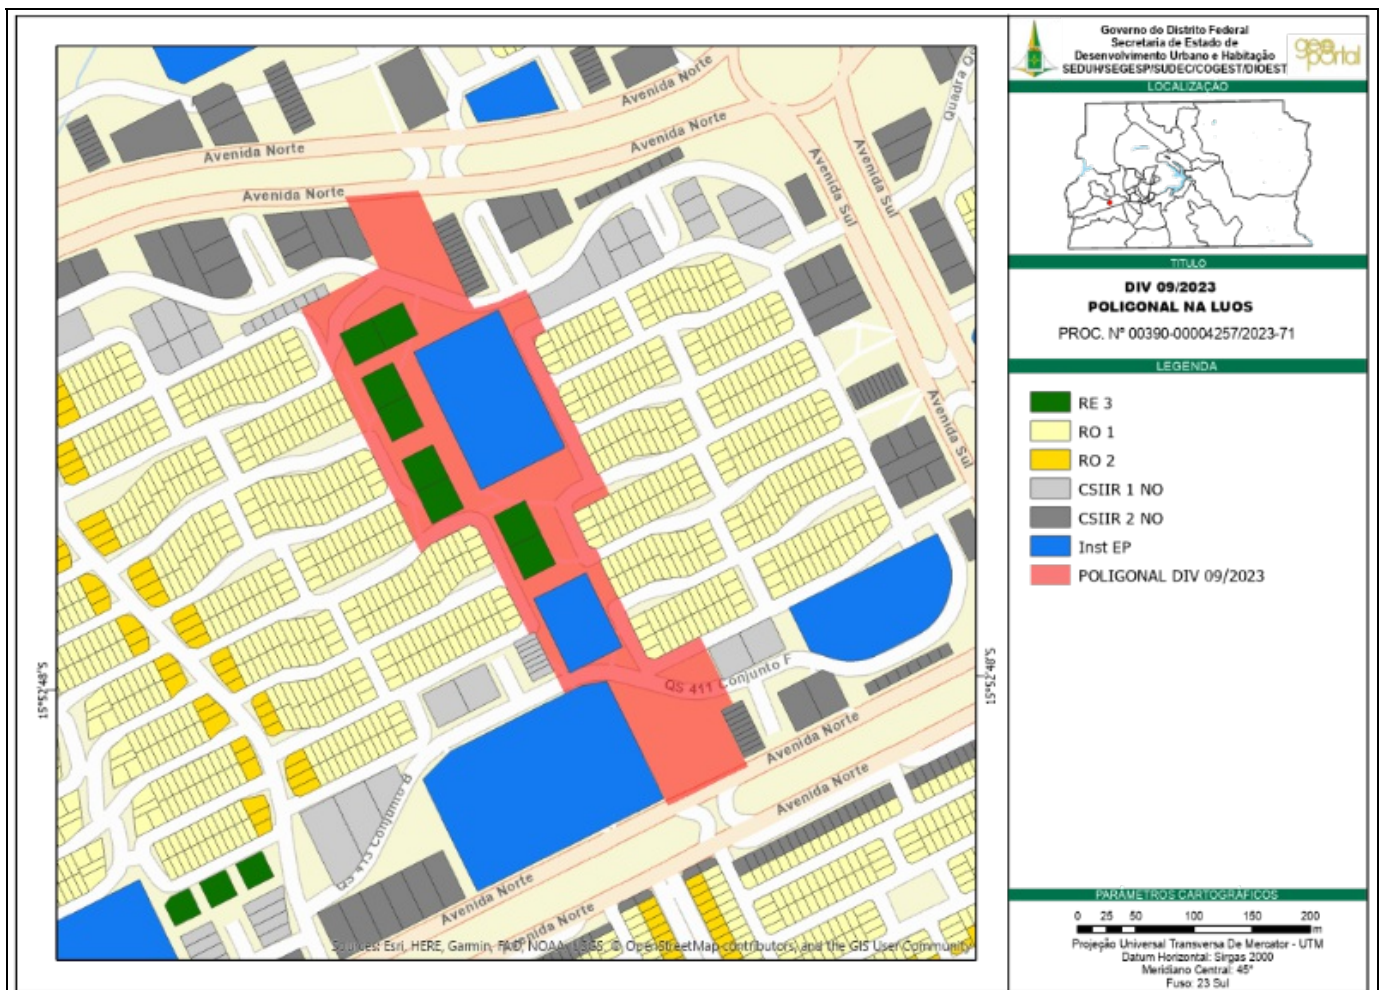 Avenida Norte
Avenida Norte
Avenida Norte
Avenida Norte
Avenida Sul
Avenida Sul
Avenida Sul
QS 411 Conjunto F
Avenida Norte
Avenida Norte
QS 413 Conjunto B
Avenida Norte
15°52'48"S
15°52'48"S
Sources: Esri, HERE, Garmin, FAO, NOAA, USGS, © OpenStreetMap contributors, and the GIS User Community
Governo do Distrito Federal
Secretaria de Estado de
Desenvolvimento Urbano e Habitação
SEDUH/SEGESP/SUDEC/COGEST/DIOEST
geo
portal
LOCALIZAÇÃO
TÍTULO
DIV 09/2023
POLIGONAL NA LUOS
PROC. Nº 00390-00004257/2023-71
LEGENDA
RE 3
RO 1
RO 2
CSIIR 1 NO
CSIIR 2 NO
Inst EP
POLIGONAL DIV 09/2023
PARÂMETROS CARTOGRÁFICOS
0 25 50 100 150 200
m
Projeção Universal Transversa De Mercator - UTM
Datum Horizontal: Sirgas 2000
Meridiano Central: 45°
Fuso: 23 Sul